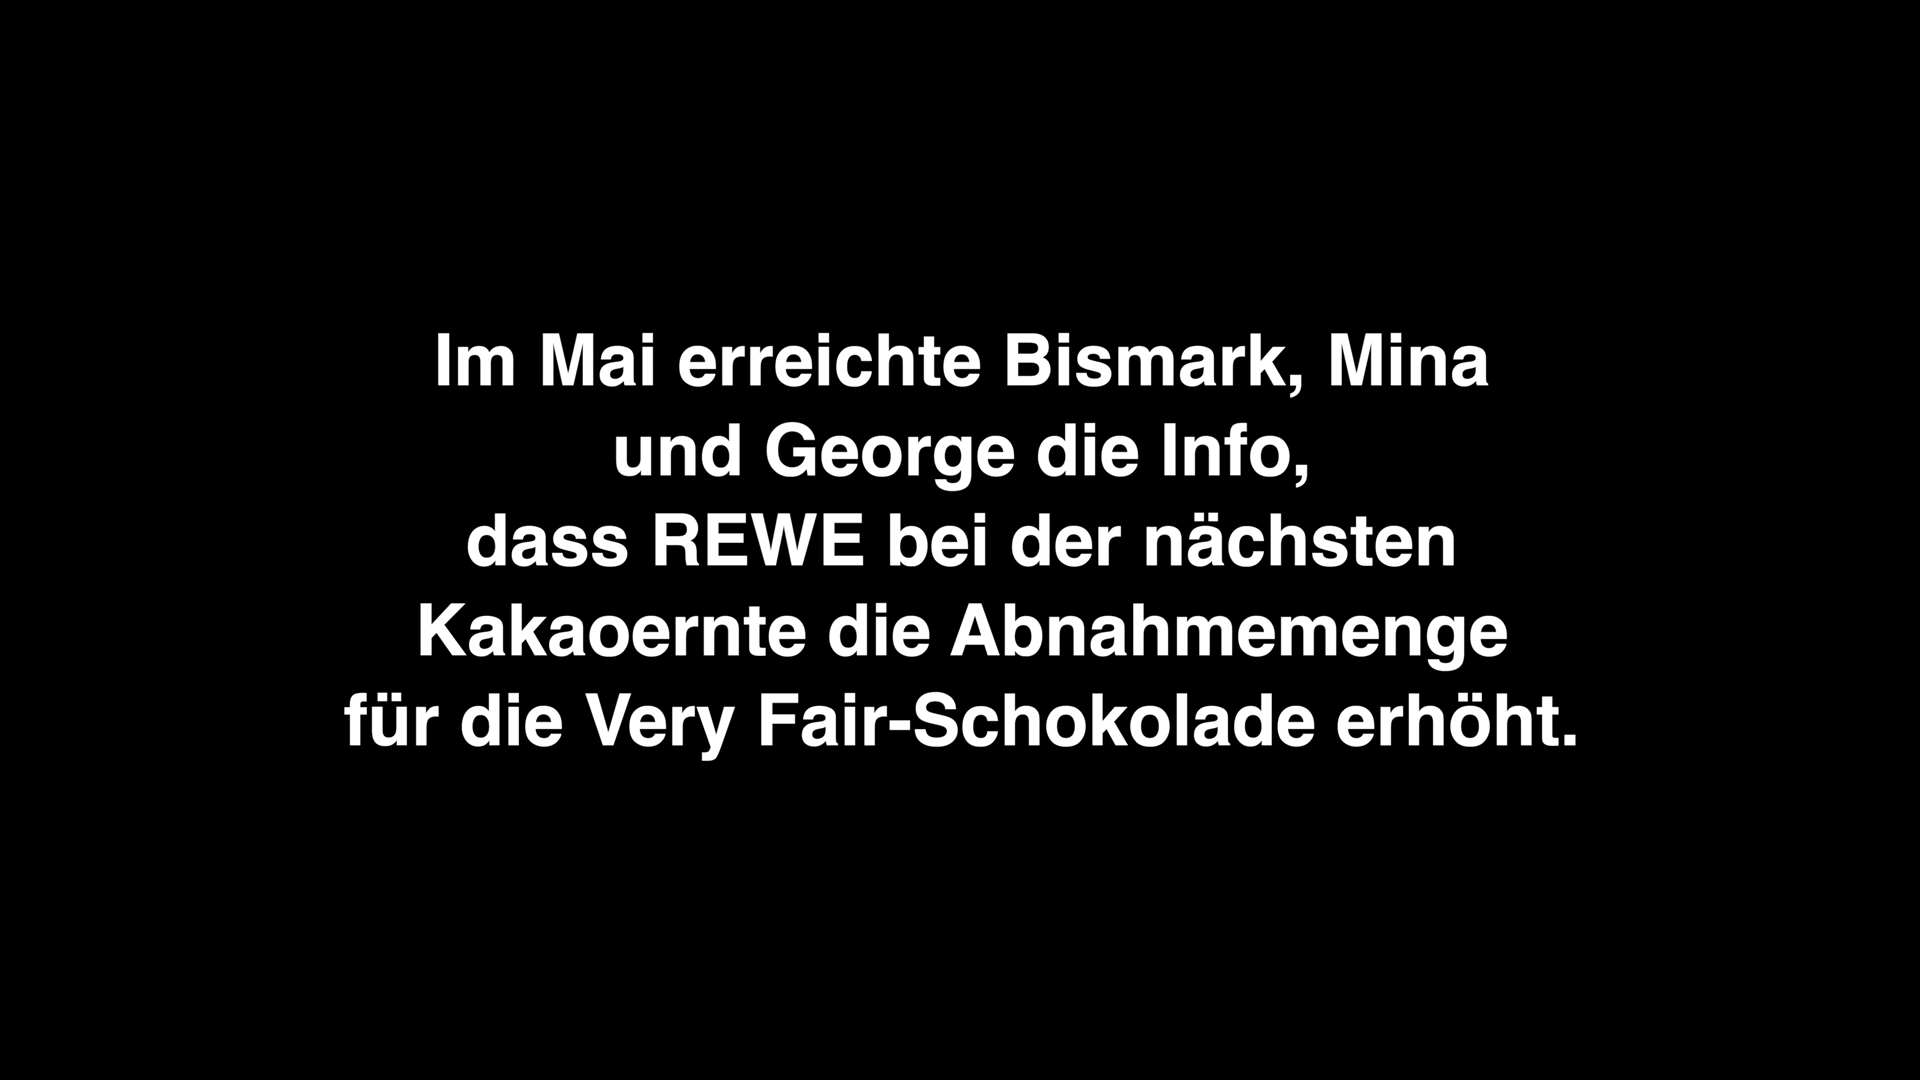 Im Mai erreichte Bismark, Mina
und George die Info,
dass REWE bei der nächsten
Kakaoernte die Abnahmemenge
für die Very Fair-Schokolade erhöht.